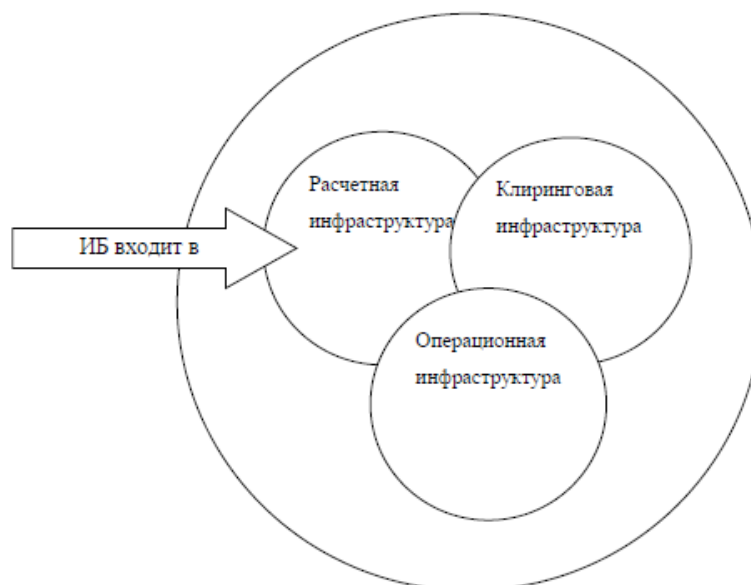 Расчетная
инфраструктура
Клиринговая
инфраструктура
ИБ входит в
Операционная
инфраструктура